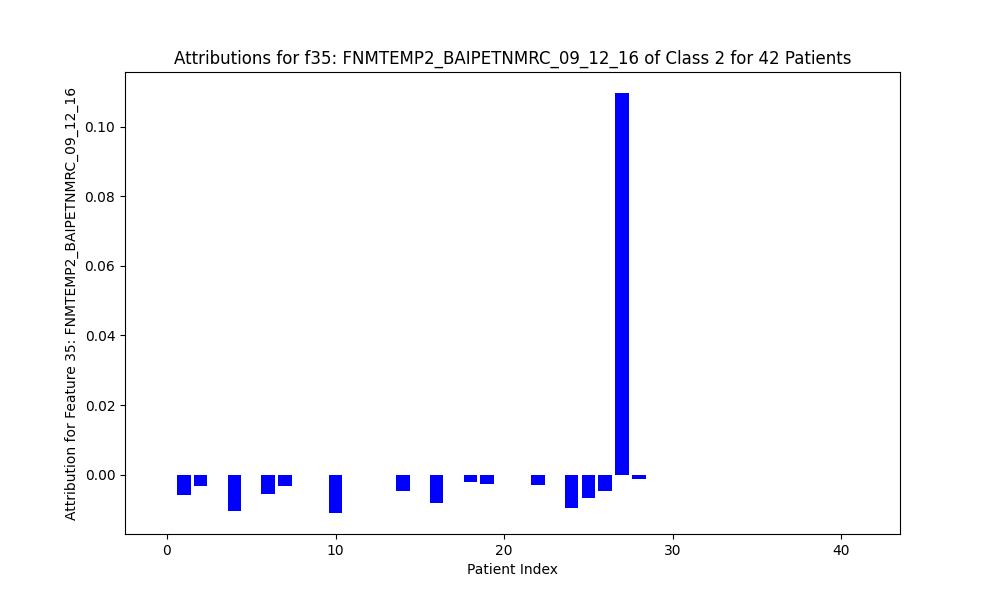 Attributions for f35: FNMTEMP2_BAIPETNMRC_09_12_16 of Class 2 for 42 Patients
Attribution for Feature 35: FNMTEMP2_BAIPETNMRC_09_12_16
0.10
0.08
0.06
0.04
0.02
0.00
0 10 20 30 40
Patient Index